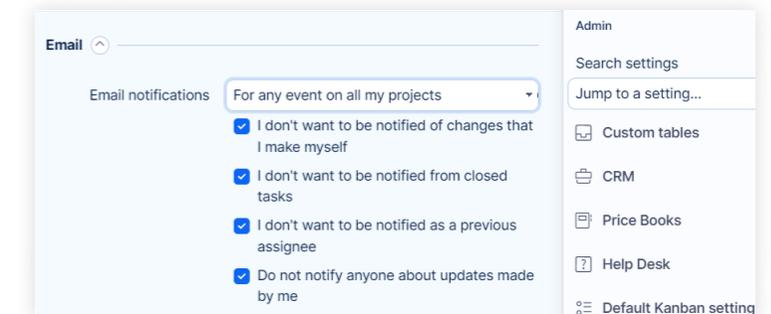 Email
Email notifications
For any event on all my projects
I don't want to be notified of changes that
I make myself
I don't want to be notified from closed
tasks
I don't want to be notified as a previous
assignee
Do not notify anyone about updates made
by me
Admin
Search settings
Jump to a setting...
Custom tables
CRM
Price Books
Help Desk
Default Kanban setting